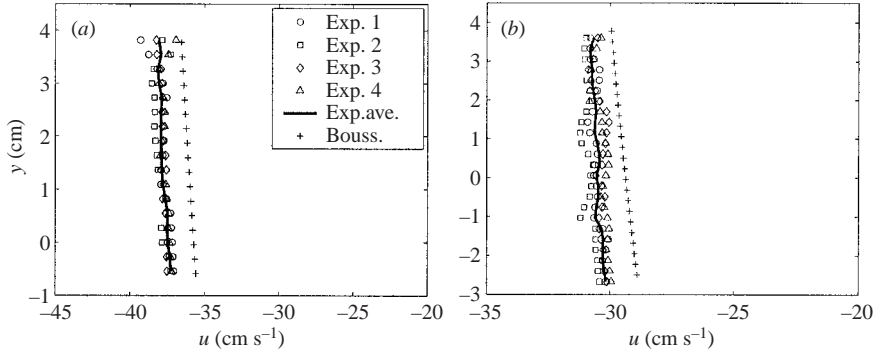 (a)
Exp. 1
Exp. 2
Exp. 3
Exp. 4
Exp.ave.
Bouss.
4
3
2
1
0
–1
y (cm)
–45
–40
–35
–30
–25
–20
u (cm s–1)
(b)
4
3
2
1
0
–1
–2
–3
–35
–30
–25
–20
u (cm s–1)